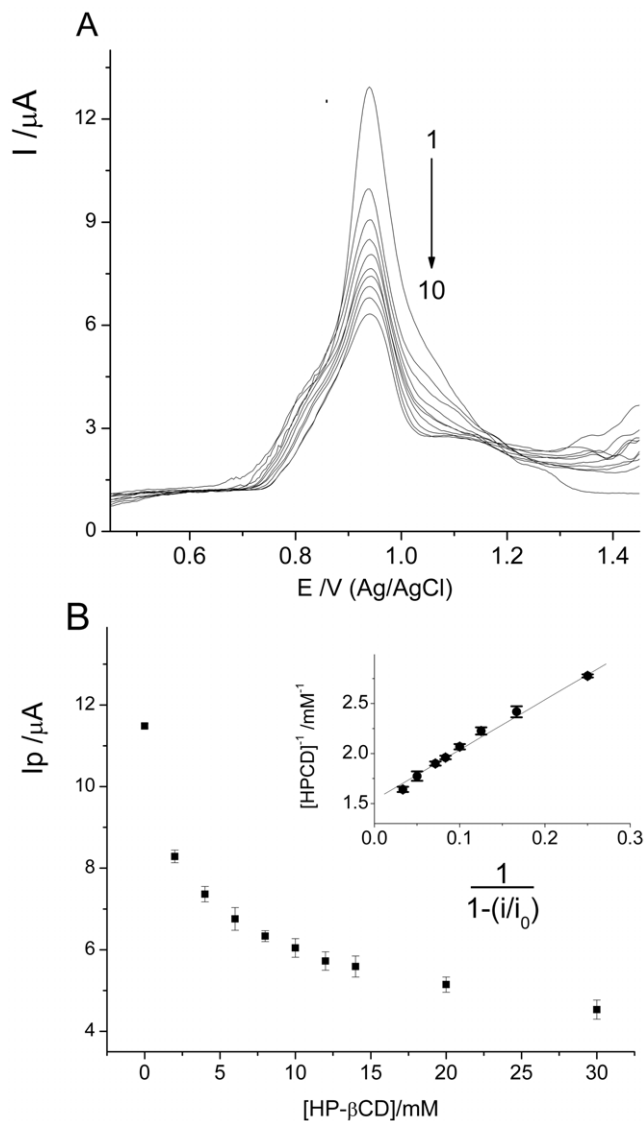 A
I /μA
12
9
6
3
0
1
10
0.6 0.8 1.0 1.2 1.4
E /V (Ag/AgCl)
B
Ip /μA
12
10
8
6
4
[HPCD]⁻¹ /mM⁻¹
2.5
2.0
1.5
0.0 0.1 0.2 0.3
1
1-(i/i₀)
0 5 10 15 20 25 30
[HP-βCD]/mM